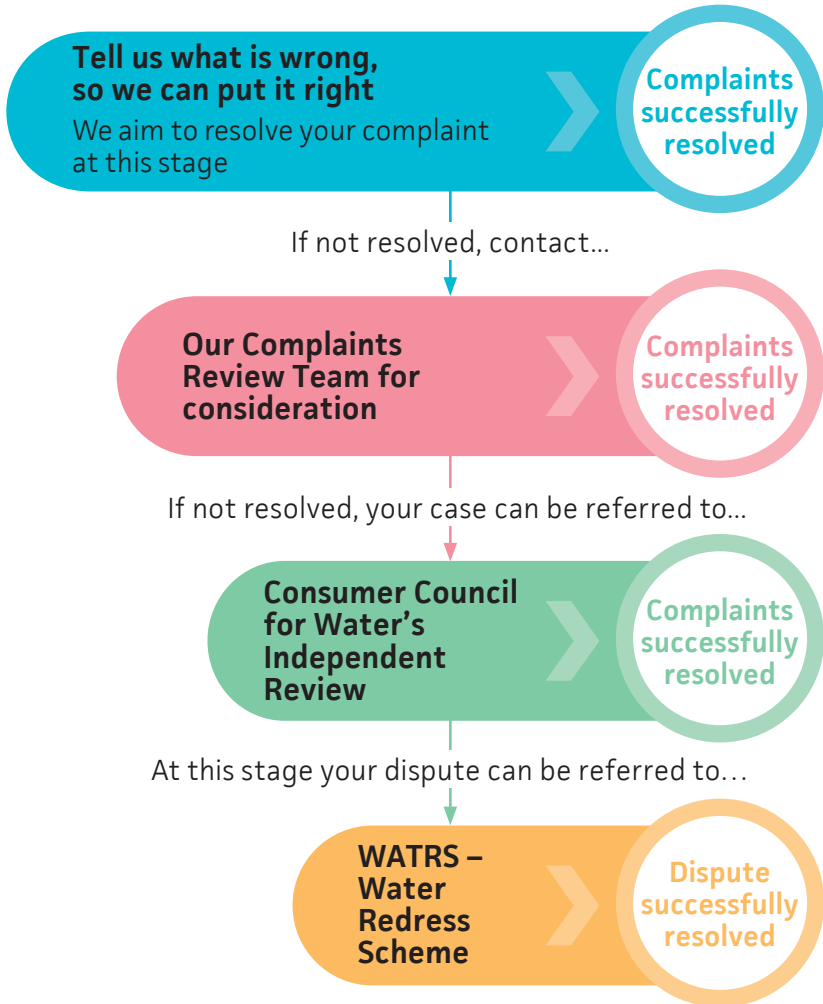 Tell us what is wrong,
so we can put it right
We aim to resolve your complaint
at this stage
Complaints
successfully
resolved
If not resolved, contact...
Our Complaints
Review Team for
consideration
Complaints
successfully
resolved
If not resolved, your case can be referred to...
Consumer Council
for Water’s
Independent
Review
Complaints
successfully
resolved
At this stage your dispute can be referred to…
WATRS –
Water
Redress
Scheme
Dispute
successfully
resolved